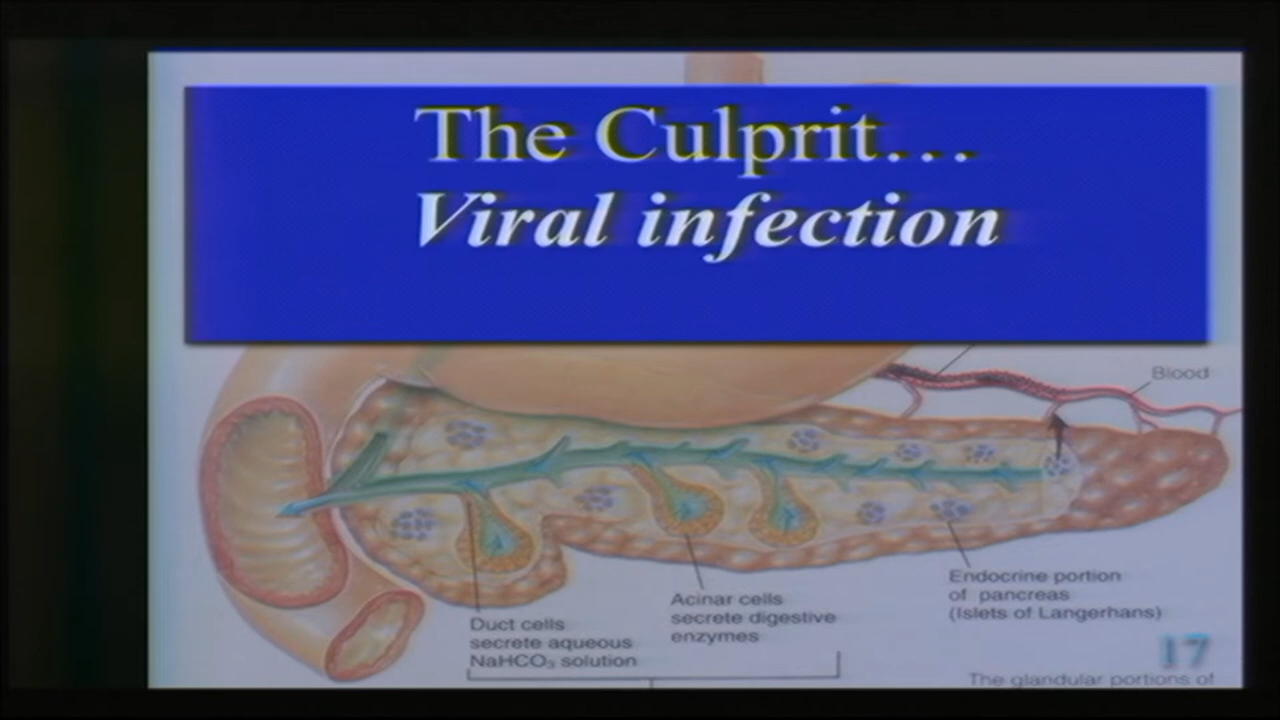 The Culprit…
Viral infection
Blood
Endocrine portion
of pancreas
(Islets of Langerhans)
Acinar cells
secrete digestive
enzymes
Duct cells
secrete aqueous
NaHCO₃ solution
17
The glandular portions of